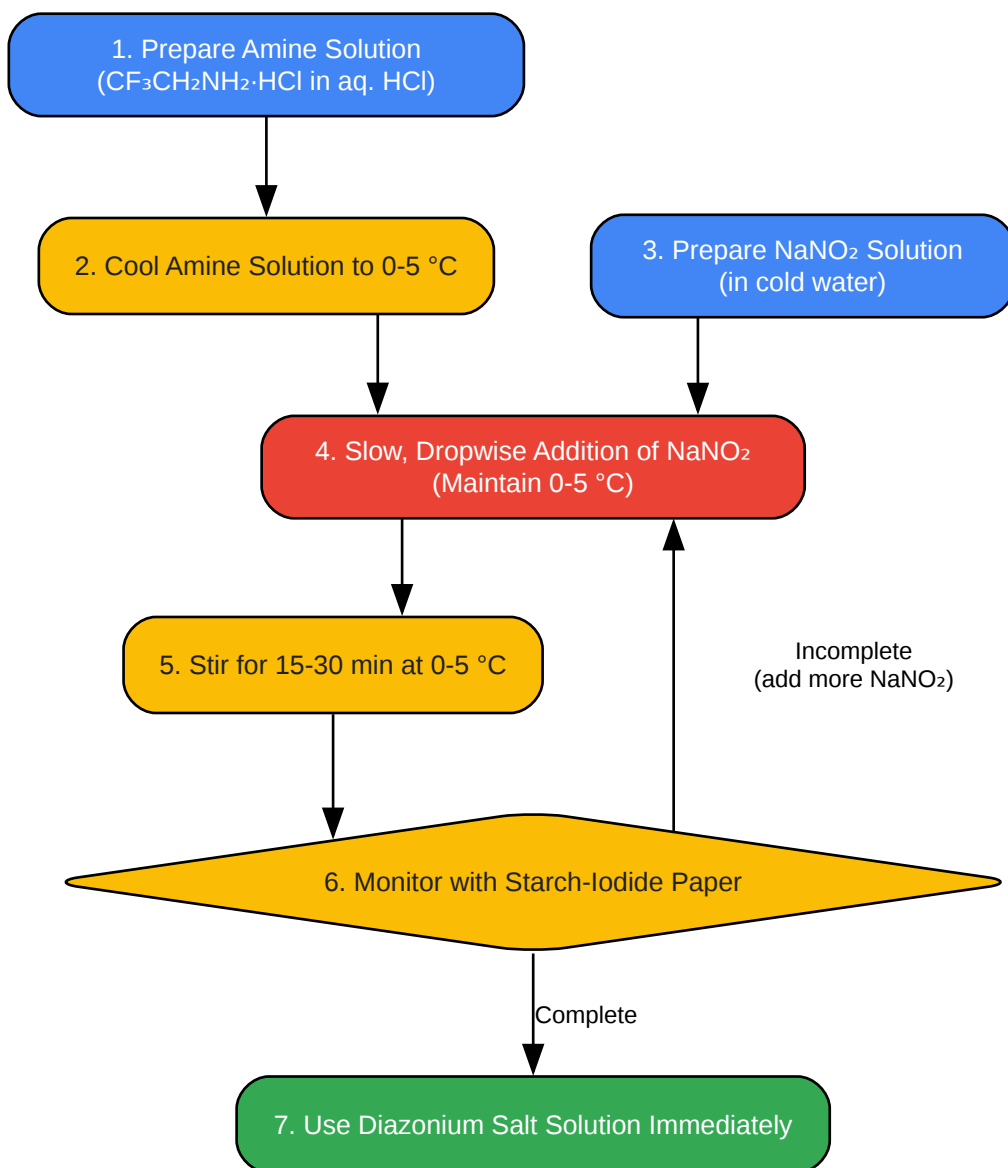 1. Prepare Amine Solution
(CF₃CH₂NH₂·HCl in aq. HCl)
2. Cool Amine Solution to 0-5 °C
3. Prepare NaNO₂ Solution
(in cold water)
4. Slow, Dropwise Addition of NaNO₂
(Maintain 0-5 °C)
5. Stir for 15-30 min at 0-5 °C
Incomplete
(add more NaNO₂)
6. Monitor with Starch-Iodide Paper
Complete
7. Use Diazonium Salt Solution Immediately